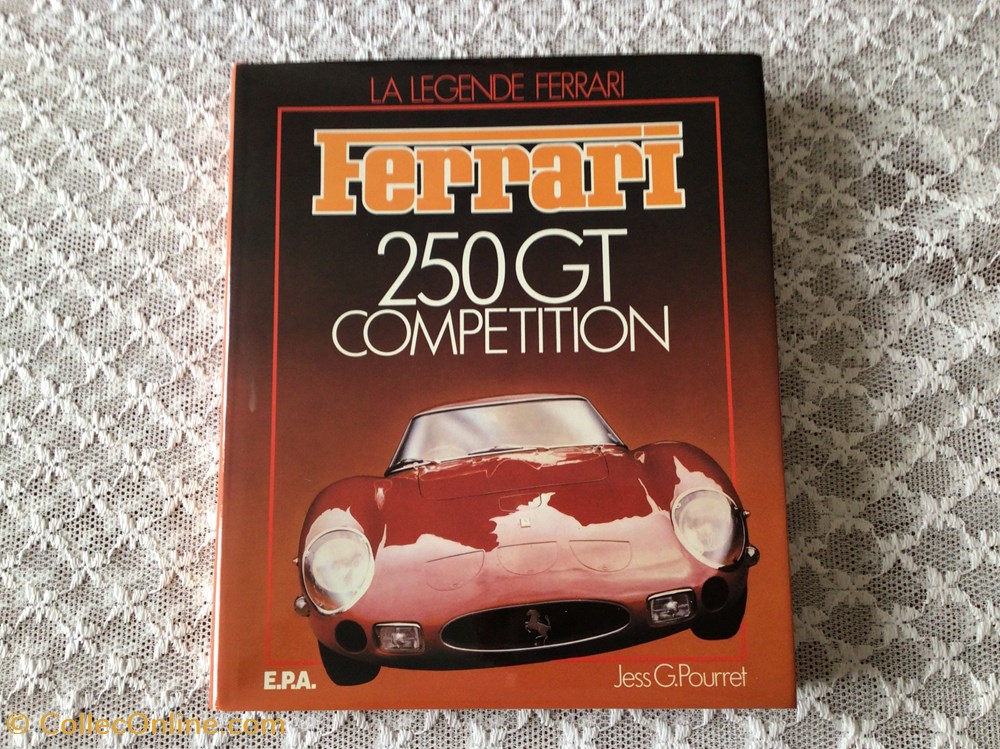 LA LEGENDE FERRARI
Ferrari
250 GT
COMPETITION
E.P.A.
Jess G.Pourret
© CollecOnline.com